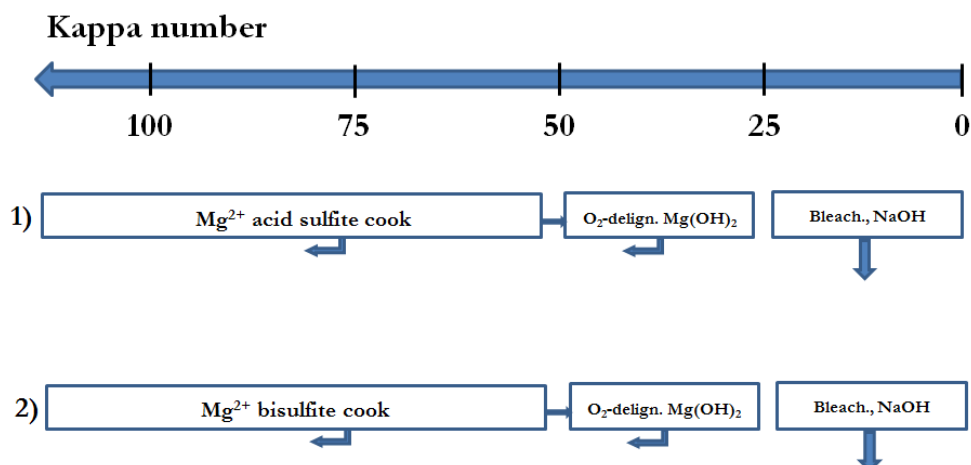 Kappa number
100 75 50 25 0
1) Mg²⁺ acid sulfite cook O₂-delign. Mg(OH)₂ Bleach., NaOH
2) Mg²⁺ bisulfite cook O₂-delign. Mg(OH)₂ Bleach., NaOH